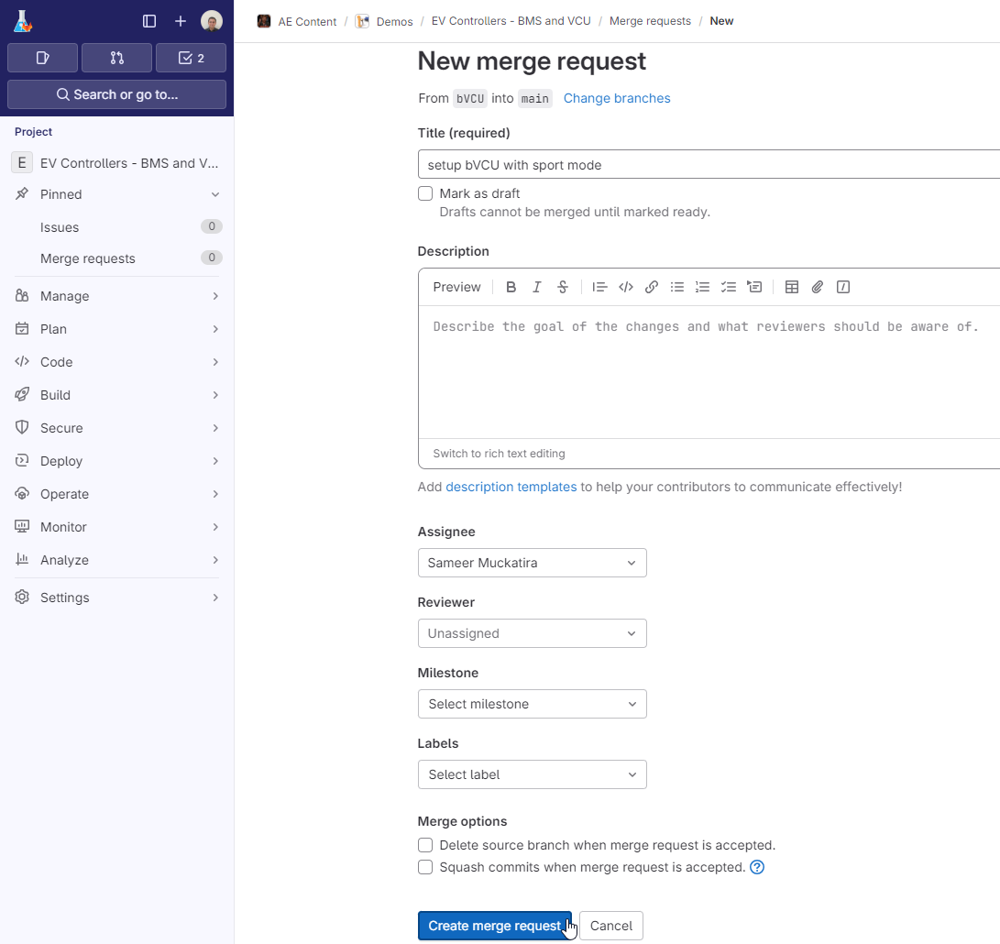 AE Content / Demos / EV Controllers - BMS and VCU / Merge requests / New
2
Search or go to...
Project
E EV Controllers - BMS and V...
Pinned
Issues 0
Merge requests 0
Manage
Plan
Code
Build
Secure
Deploy
Operate
Monitor
Analyze
Settings
New merge request
From bVCU into main Change branches
Title (required)
setup bVCU with sport mode
Mark as draft
Drafts cannot be merged until marked ready.
Description
Preview B I S
Describe the goal of the changes and what reviewers should be aware of.
Switch to rich text editing
Add description templates to help your contributors to communicate effectively!
Assignee
Sameer Muckatira
Reviewer
Unassigned
Milestone
Select milestone
Labels
Select label
Merge options
Delete source branch when merge request is accepted.
Squash commits when merge request is accepted. ?
Create merge request Cancel